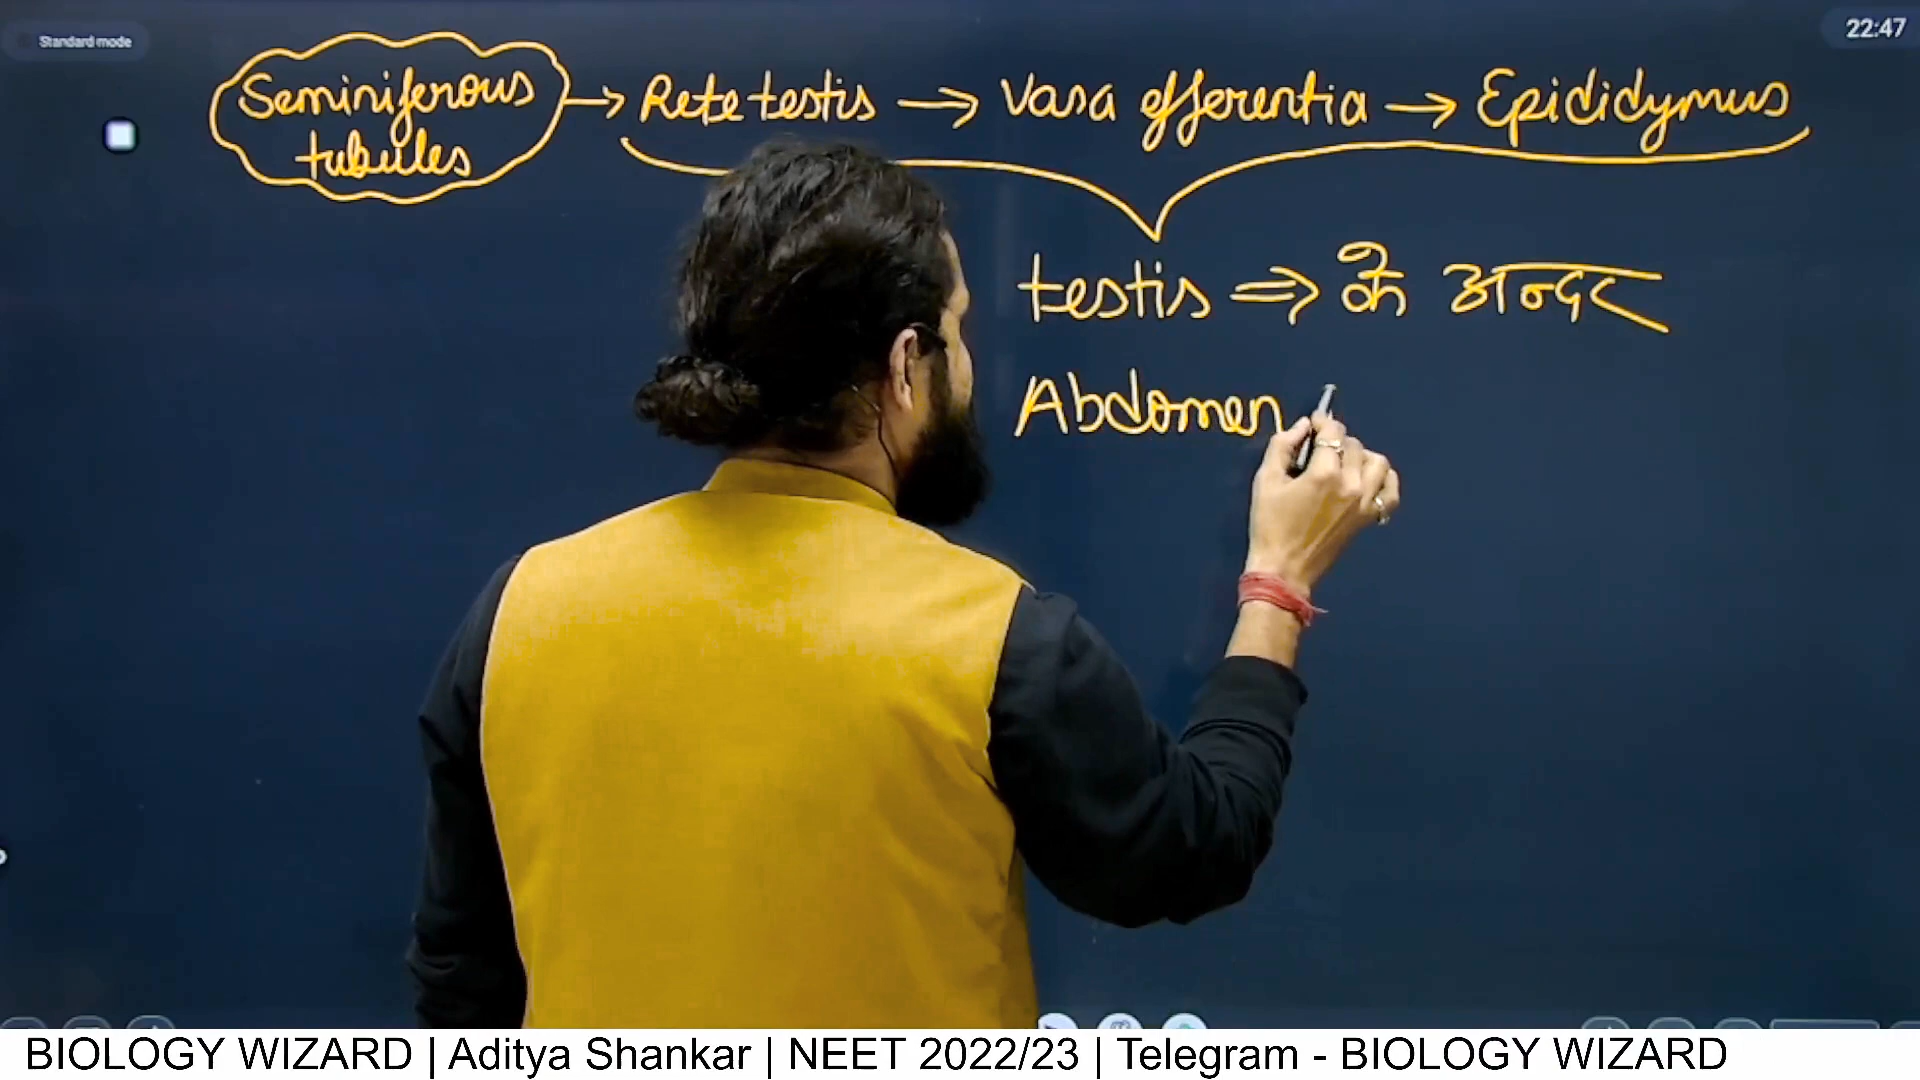 Standard mode
22:47
Seminiferous tubules → Rete testis → Vasa efferentia → Epididymus
testis ⇒ के अन्दर
Abdomen
BIOLOGY WIZARD | Aditya Shankar | NEET 2022/23 | Telegram - BIOLOGY WIZARD